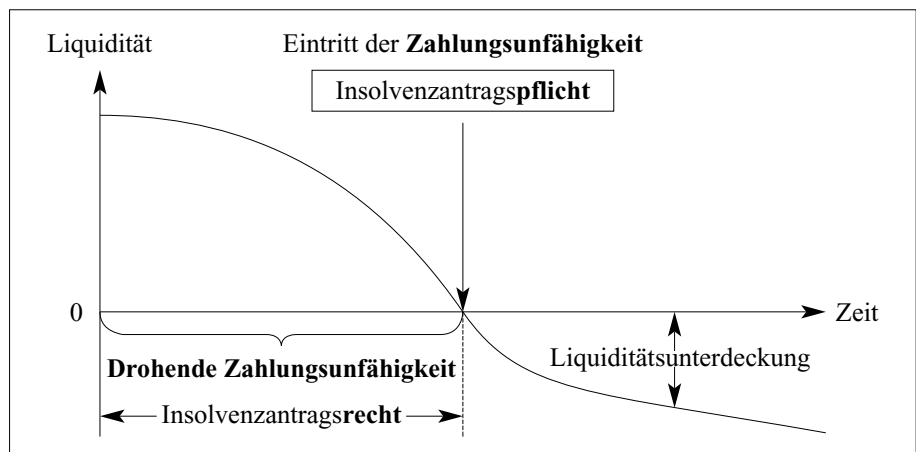 Liquidität
Eintritt der Zahlungsunfähigkeit
Insolvenzantragspflicht
0
Zeit
Drohende Zahlungsunfähigkeit
Liquiditätsunterdeckung
Insolvenzantragsrecht